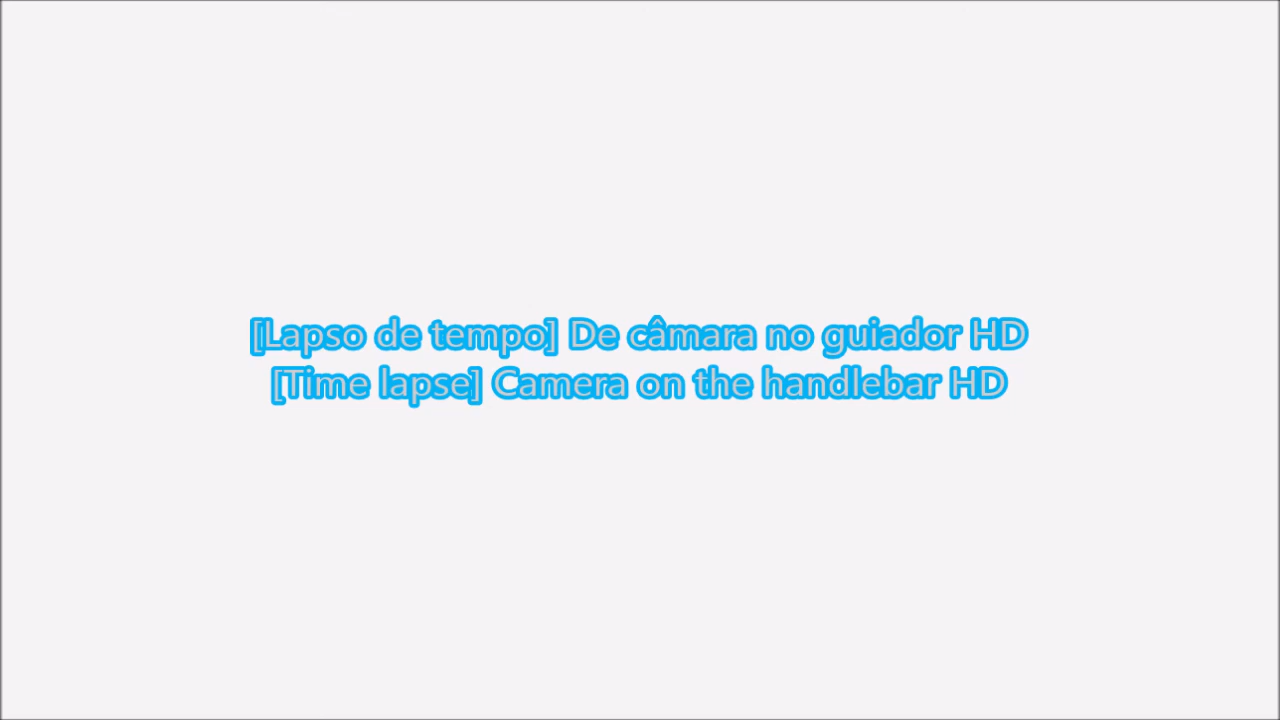 [Lapso de tempo] De câmara no guiador HD
[Time lapse] Camera on the handlebar HD